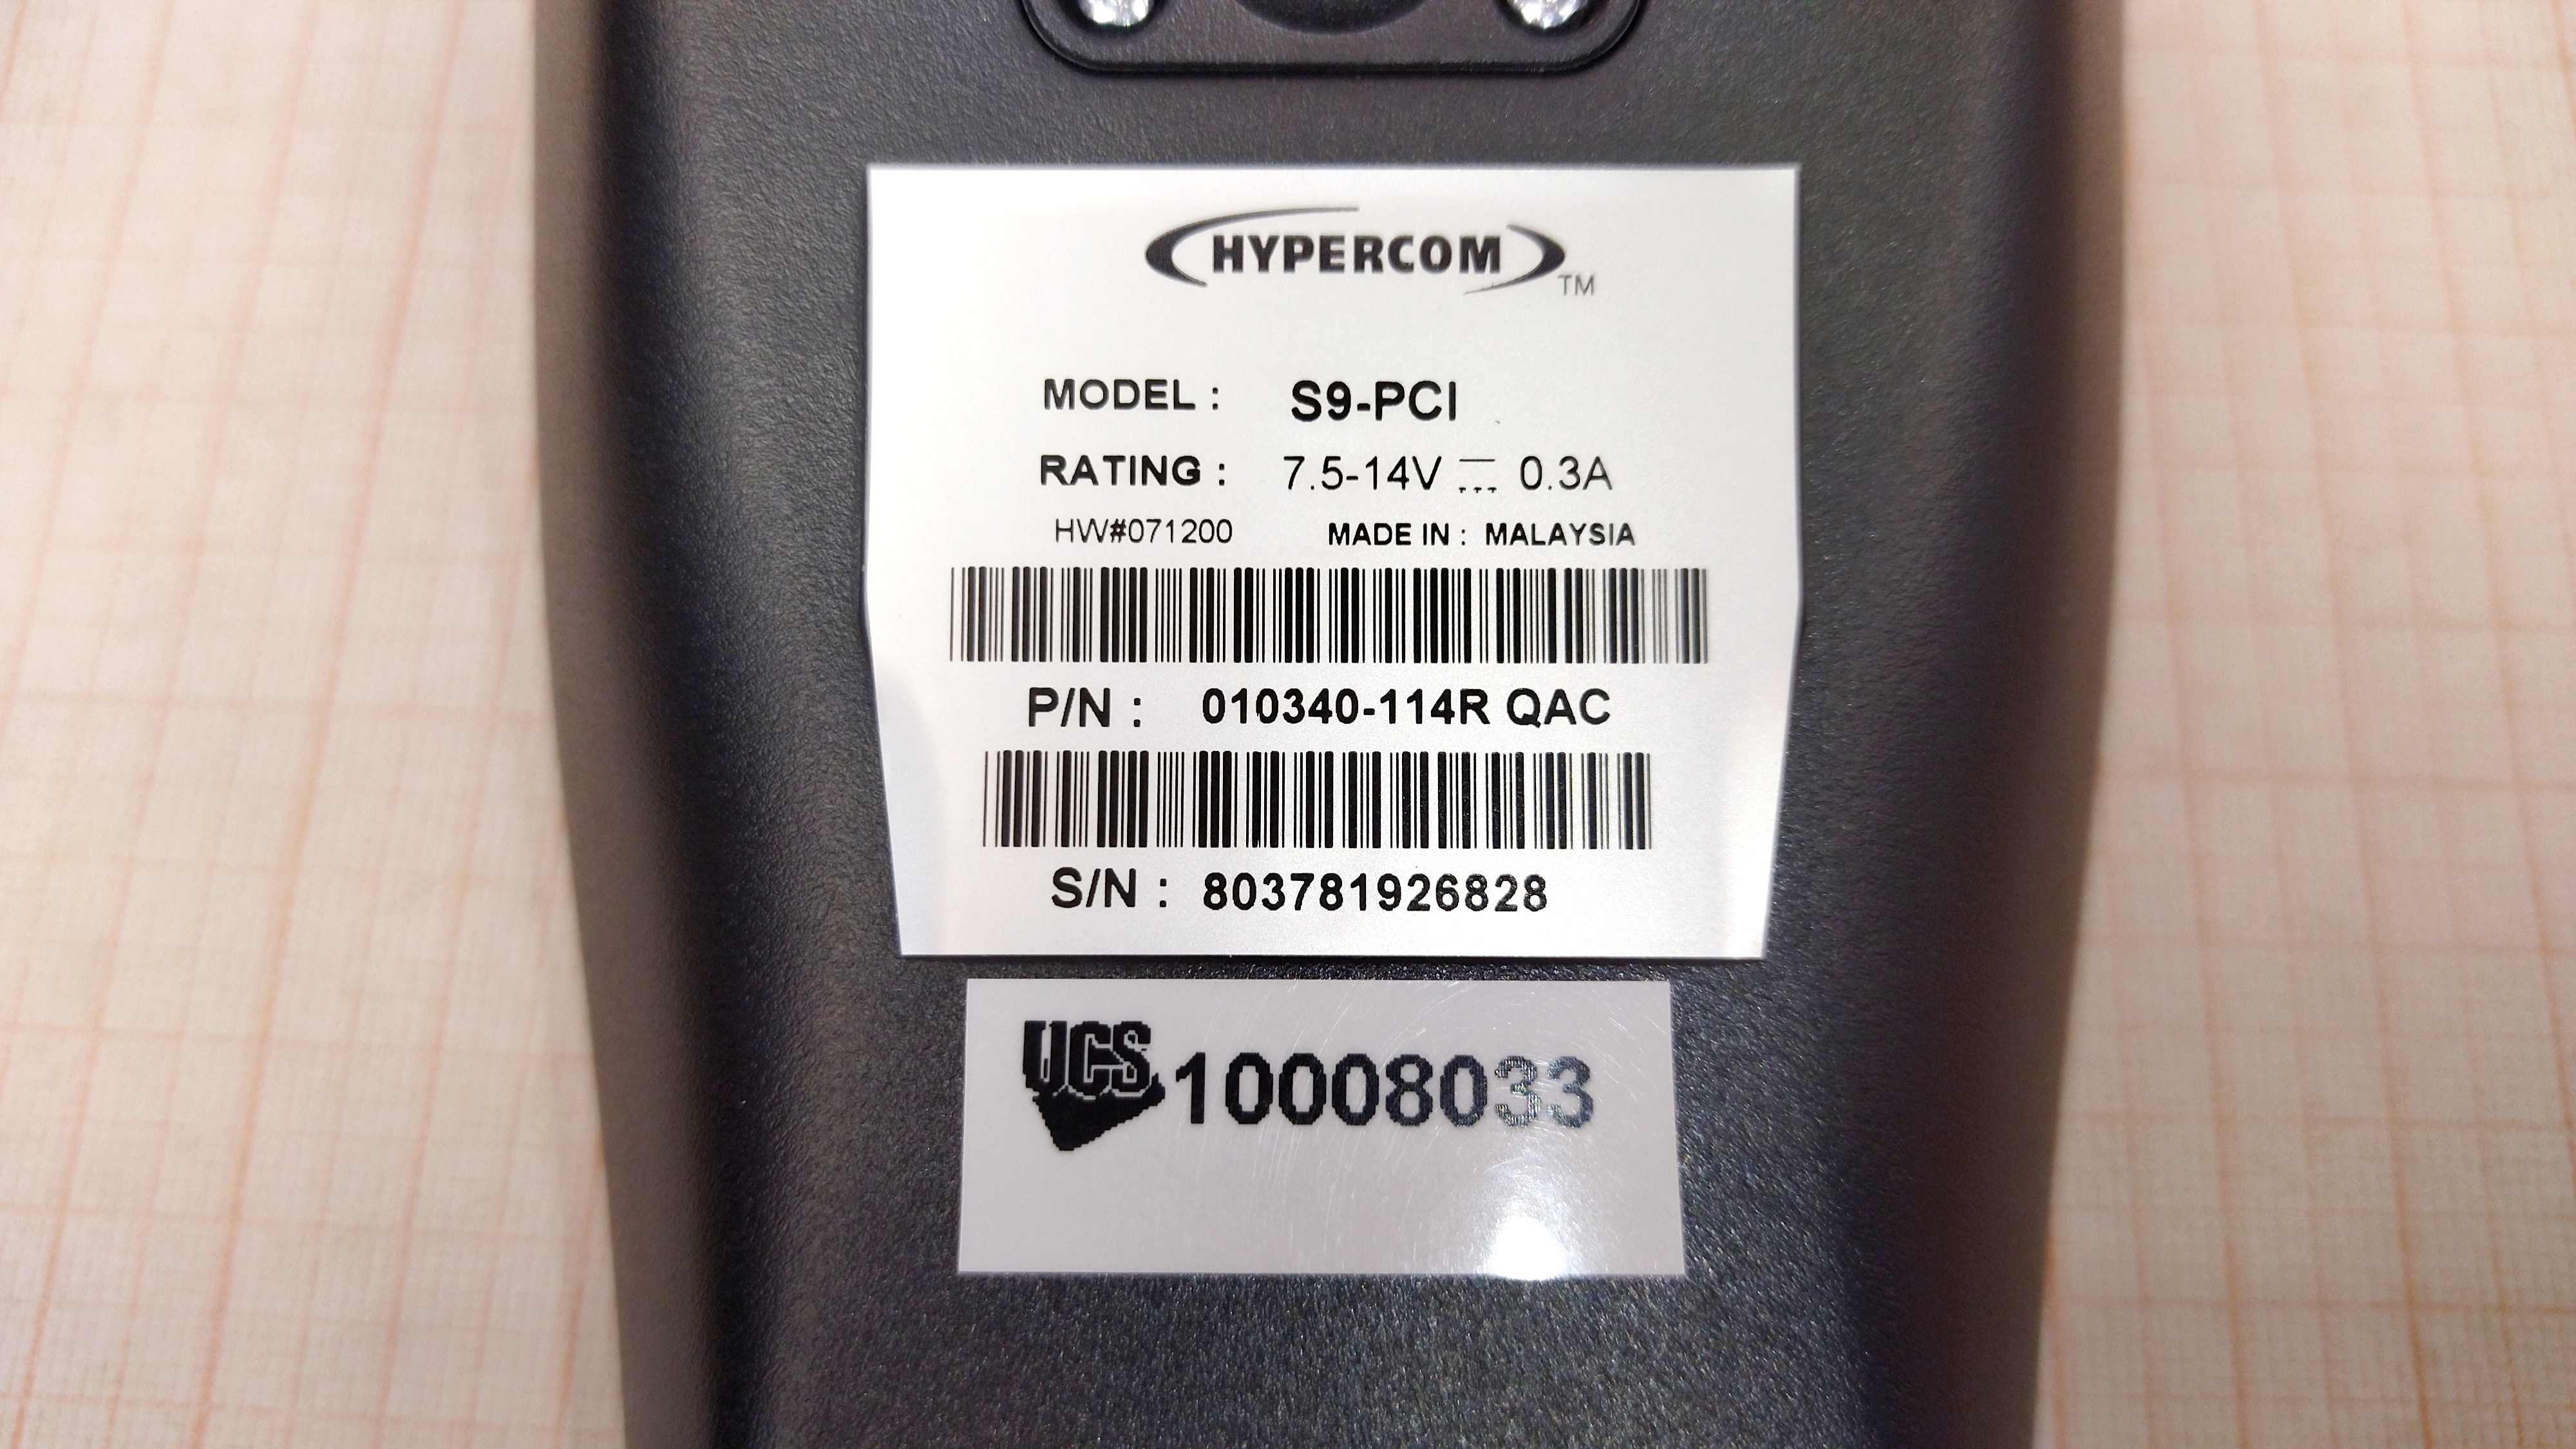 HYPERCOM TM
MODEL : S9-PCI
RATING : 7.5-14V ⎓ 0.3A
HW#071200 MADE IN : MALAYSIA
P/N : 010340-114R QAC
S/N : 803781926828
UCS 10008033